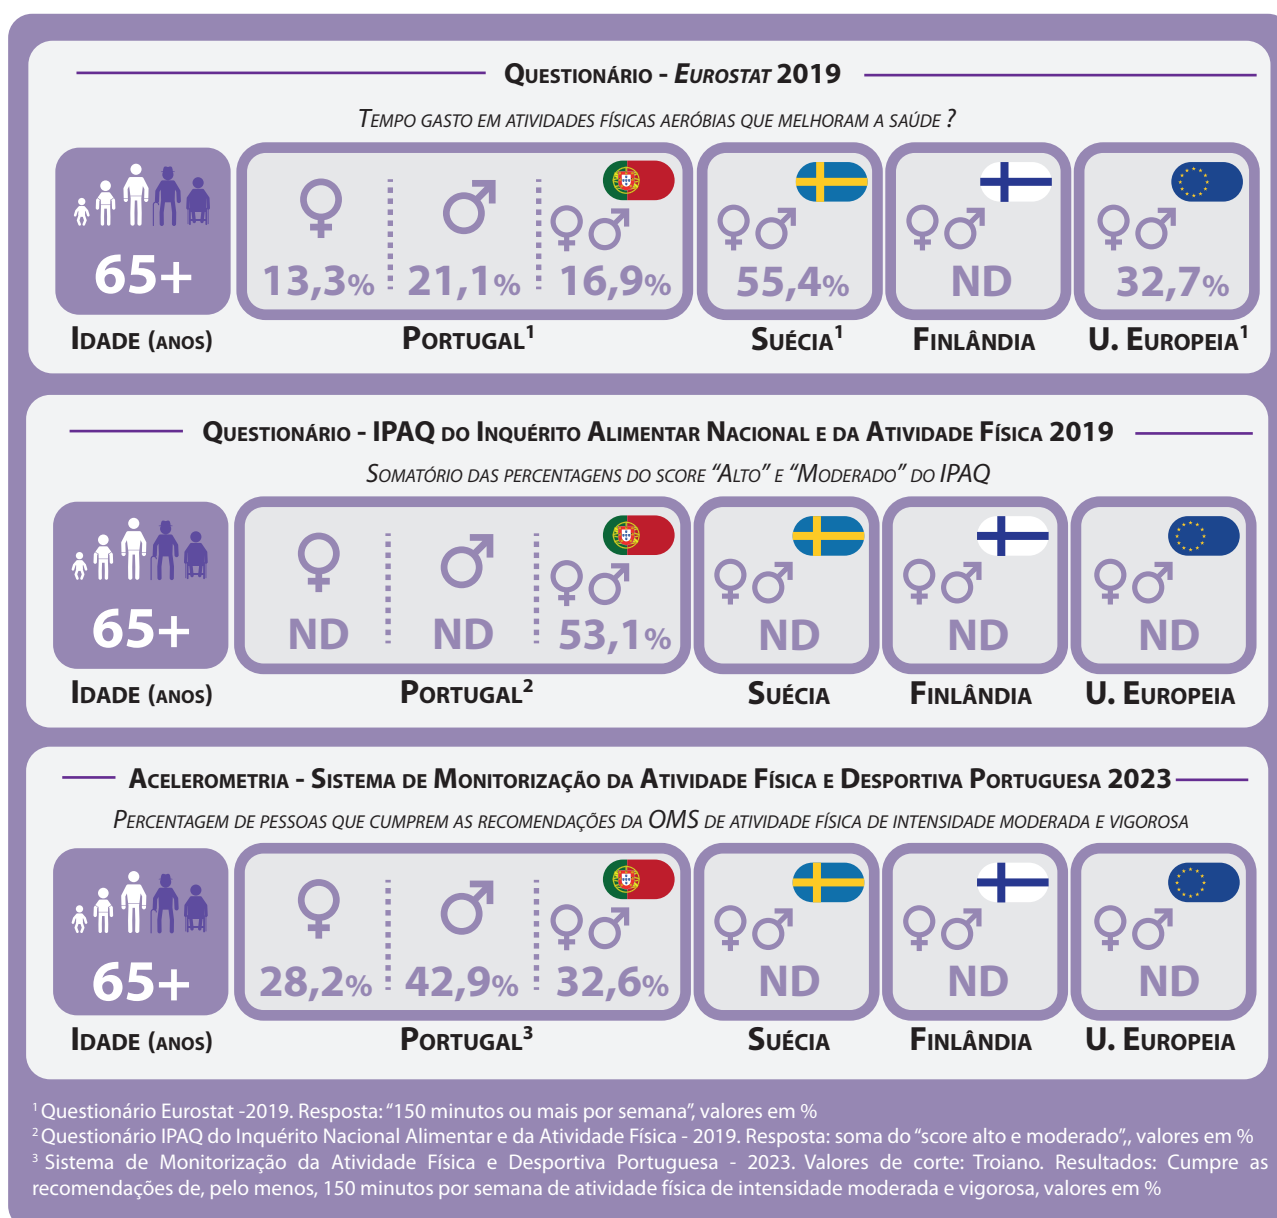 Questionário - Eurostat 2019
Tempo gasto em atividades físicas aeróbias que melhoram a saúde ?
65+
13,3% 21,1% 16,9% 55,4% ND 32,7%
Idade (anos) Portugal¹ Suécia¹ Finlândia U. Europeia¹
Questionário - IPAQ do Inquérito Alimentar Nacional e da Atividade Física 2019
Somatório das percentagens do score “Alto” e “Moderado” do IPAQ
65+
ND ND 53,1% ND ND ND
Idade (anos) Portugal² Suécia Finlândia U. Europeia
Acelerometria - Sistema de Monitorização da Atividade Física e Desportiva Portuguesa 2023
Percentagem de pessoas que cumprem as recomendações da OMS de atividade física de intensidade moderada e vigorosa
65+
28,2% 42,9% 32,6% ND ND ND
Idade (anos) Portugal³ Suécia Finlândia U. Europeia
¹ Questionário Eurostat -2019. Resposta: “150 minutos ou mais por semana”, valores em %
² Questionário IPAQ do Inquérito Nacional Alimentar e da Atividade Física - 2019. Resposta: soma do “score alto e moderado”,, valores em %
³ Sistema de Monitorização da Atividade Física e Desportiva Portuguesa - 2023. Valores de corte: Troiano. Resultados: Cumpre as
recomendações de, pelo menos, 150 minutos por semana de atividade física de intensidade moderada e vigorosa, valores em %